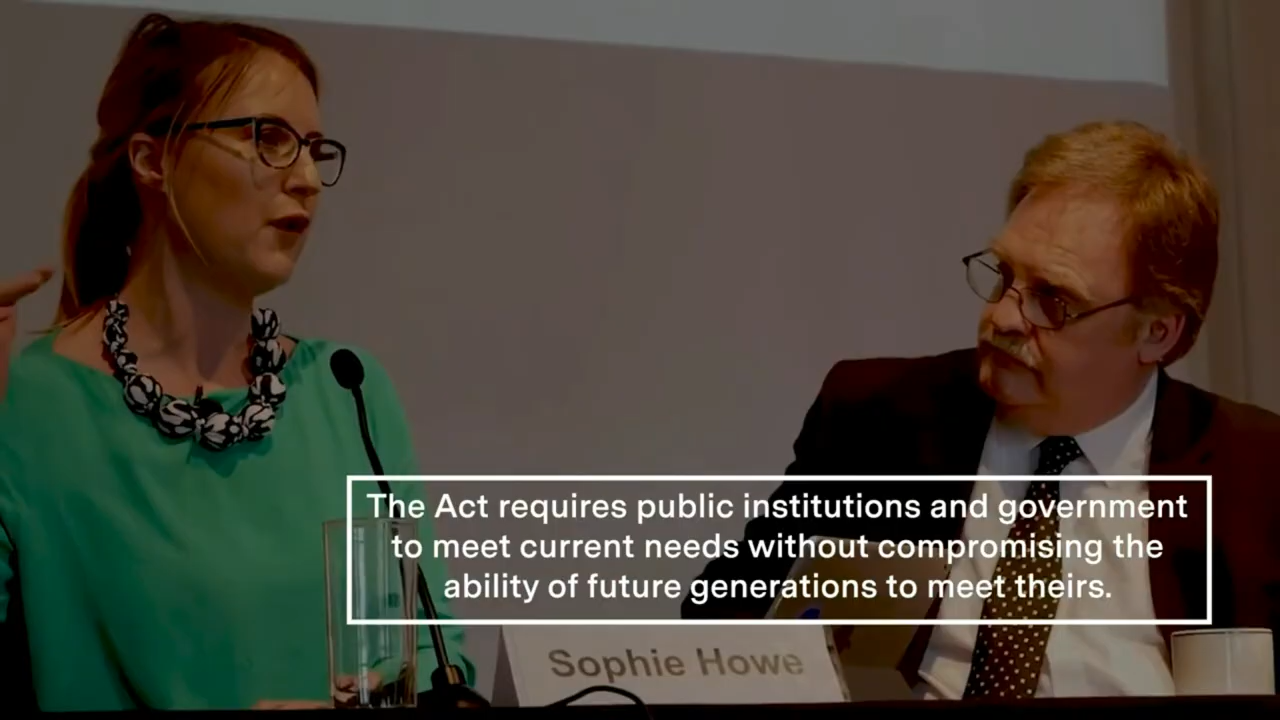 The Act requires public institutions and government
to meet current needs without compromising the
ability of future generations to meet theirs.
Sophie Howe